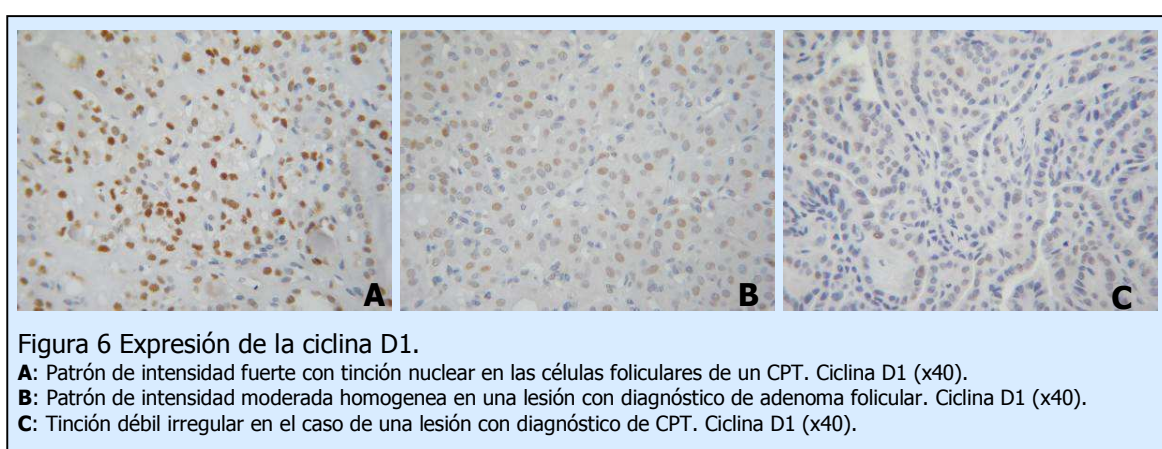 A
B
C
Figura 6 Expresión de la ciclina D1.
A: Patrón de intensidad fuerte con tinción nuclear en las células foliculares de un CPT. Ciclina D1 (x40).
B: Patrón de intensidad moderada homogenea en una lesión con diagnóstico de adenoma folicular. Ciclina D1 (x40).
C: Tinción débil irregular en el caso de una lesión con diagnóstico de CPT. Ciclina D1 (x40).